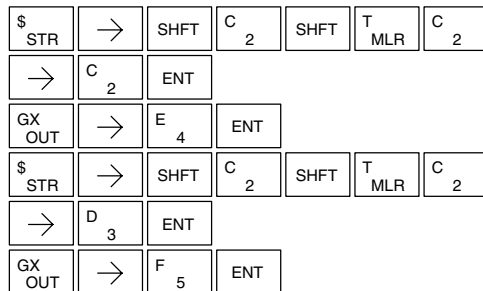 $ STR → SHFT C 2 SHFT T MLR C 2
→ C 2 ENT
GX OUT → E 4 ENT
$ STR → SHFT C 2 SHFT T MLR C 2
→ D 3 ENT
GX OUT → F 5 ENT